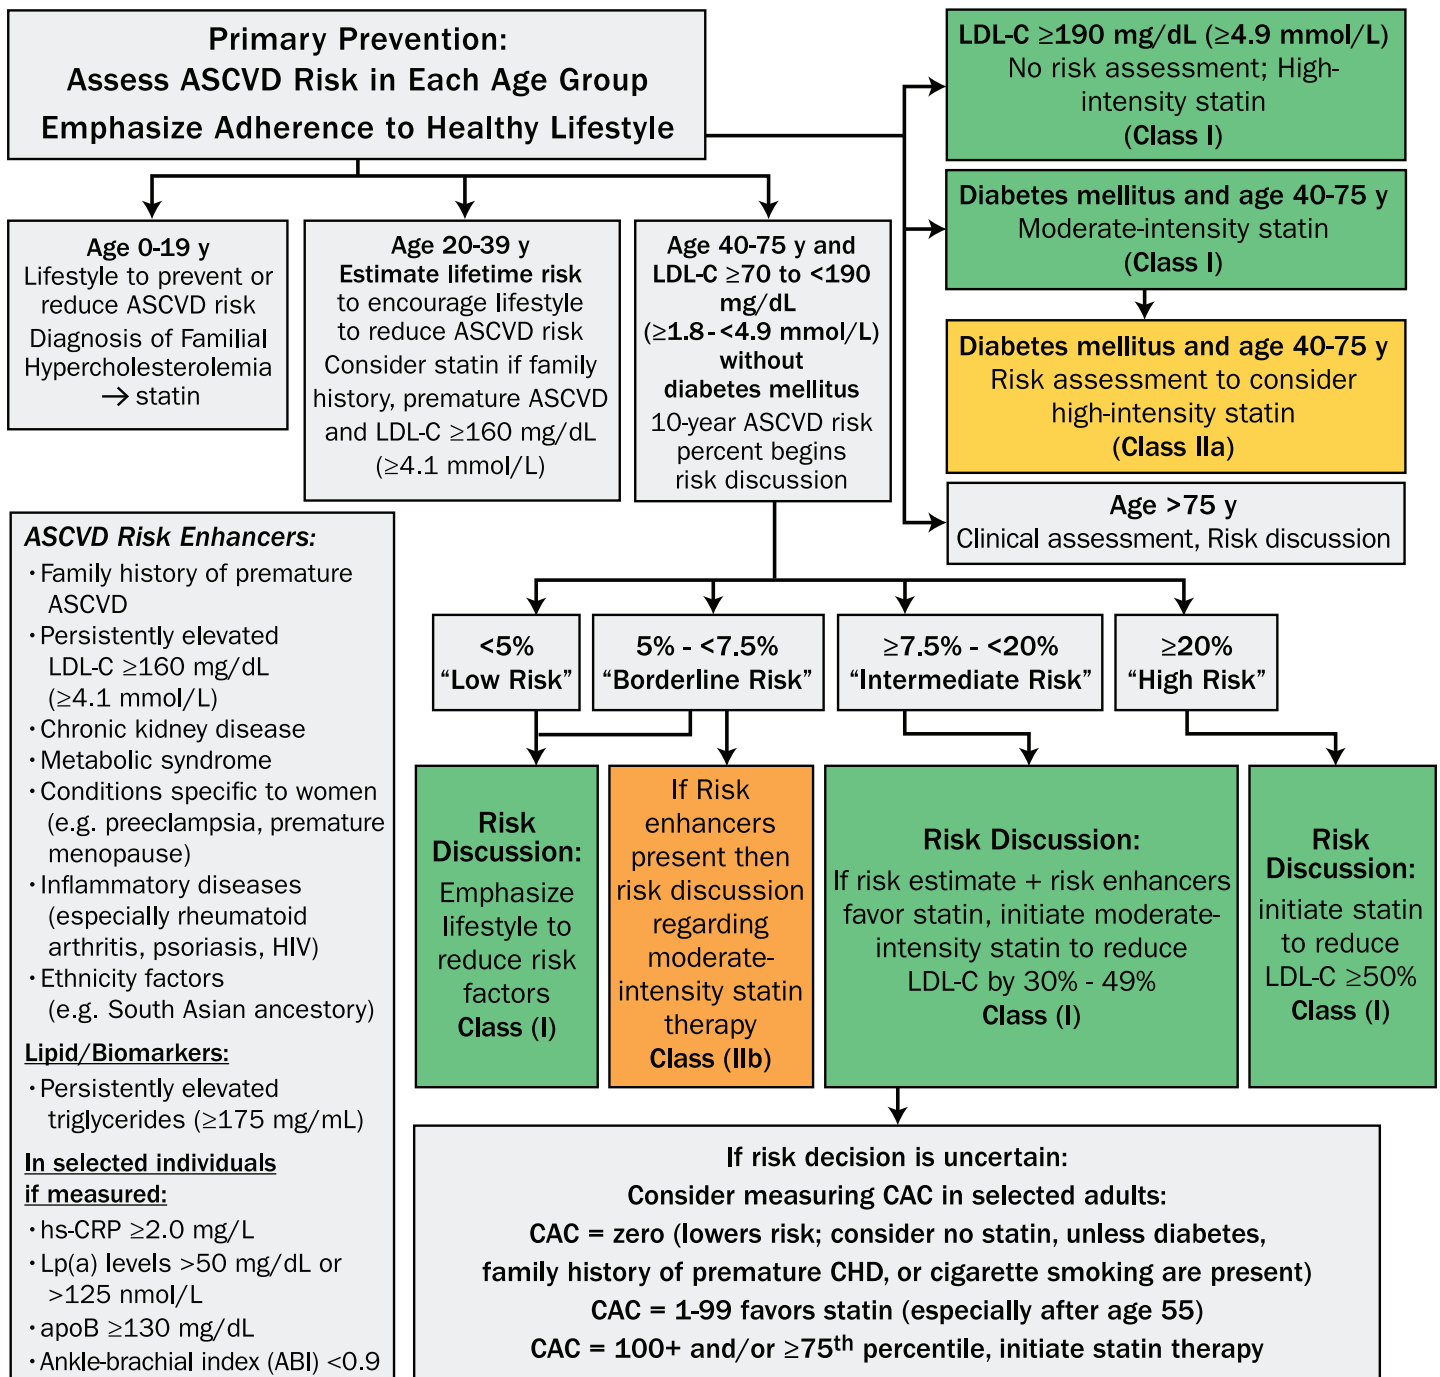 Primary Prevention:
Assess ASCVD Risk in Each Age Group
Emphasize Adherence to Healthy Lifestyle
LDL-C ≥190 mg/dL (≥4.9 mmol/L)
No risk assessment; High-
intensity statin
(Class I)
Diabetes mellitus and age 40-75 y
Moderate-intensity statin
(Class I)
Diabetes mellitus and age 40-75 y
Risk assessment to consider
high-intensity statin
(Class IIa)
Age >75 y
Clinical assessment, Risk discussion
Age 0-19 y
Lifestyle to prevent or
reduce ASCVD risk
Diagnosis of Familial
Hypercholesterolemia
→ statin
Age 20-39 y
Estimate lifetime risk
to encourage lifestyle
to reduce ASCVD risk
Consider statin if family
history, premature ASCVD
and LDL-C ≥160 mg/dL
(≥4.1 mmol/L)
Age 40-75 y and
LDL-C ≥70 to <190
mg/dL
(≥1.8-<4.9 mmol/L)
without
diabetes mellitus
10-year ASCVD risk
percent begins
risk discussion
ASCVD Risk Enhancers:
· Family history of premature
ASCVD
· Persistently elevated
LDL-C ≥160 mg/dL
(≥4.1 mmol/L)
· Chronic kidney disease
· Metabolic syndrome
· Conditions specific to women
(e.g. preeclampsia, premature
menopause)
· Inflammatory diseases
(especially rheumatoid
arthritis, psoriasis, HIV)
· Ethnicity factors
(e.g. South Asian ancestory)
Lipid/Biomarkers:
· Persistently elevated
triglycerides (≥175 mg/mL)
In selected individuals
if measured:
· hs-CRP ≥2.0 mg/L
· Lp(a) levels >50 mg/dL or
>125 nmol/L
· apoB ≥130 mg/dL
· Ankle-brachial index (ABI) <0.9
<5%
“Low Risk”
5% - <7.5%
“Borderline Risk”
≥7.5% - <20%
“Intermediate Risk”
≥20%
“High Risk”
Risk
Discussion:
Emphasize
lifestyle to
reduce risk
factors
Class (I)
If Risk
enhancers
present then
risk discussion
regarding
moderate-
intensity statin
therapy
Class (IIb)
Risk Discussion:
If risk estimate + risk enhancers
favor statin, initiate moderate-
intensity statin to reduce
LDL-C by 30% - 49%
Class (I)
Risk
Discussion:
initiate statin
to reduce
LDL-C ≥50%
Class (I)
If risk decision is uncertain:
Consider measuring CAC in selected adults:
CAC = zero (lowers risk; consider no statin, unless diabetes,
family history of premature CHD, or cigarette smoking are present)
CAC = 1-99 favors statin (especially after age 55)
CAC = 100+ and/or ≥75th percentile, initiate statin therapy